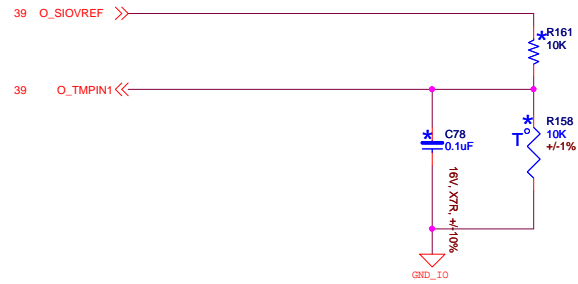 39 O_SIOVREF
*R161
10K
39 O_TMPIN1
*
C78
0.1uF
16V, X7R, +/-10%
*
R158
T° 10K
+/-1%
GND_IO